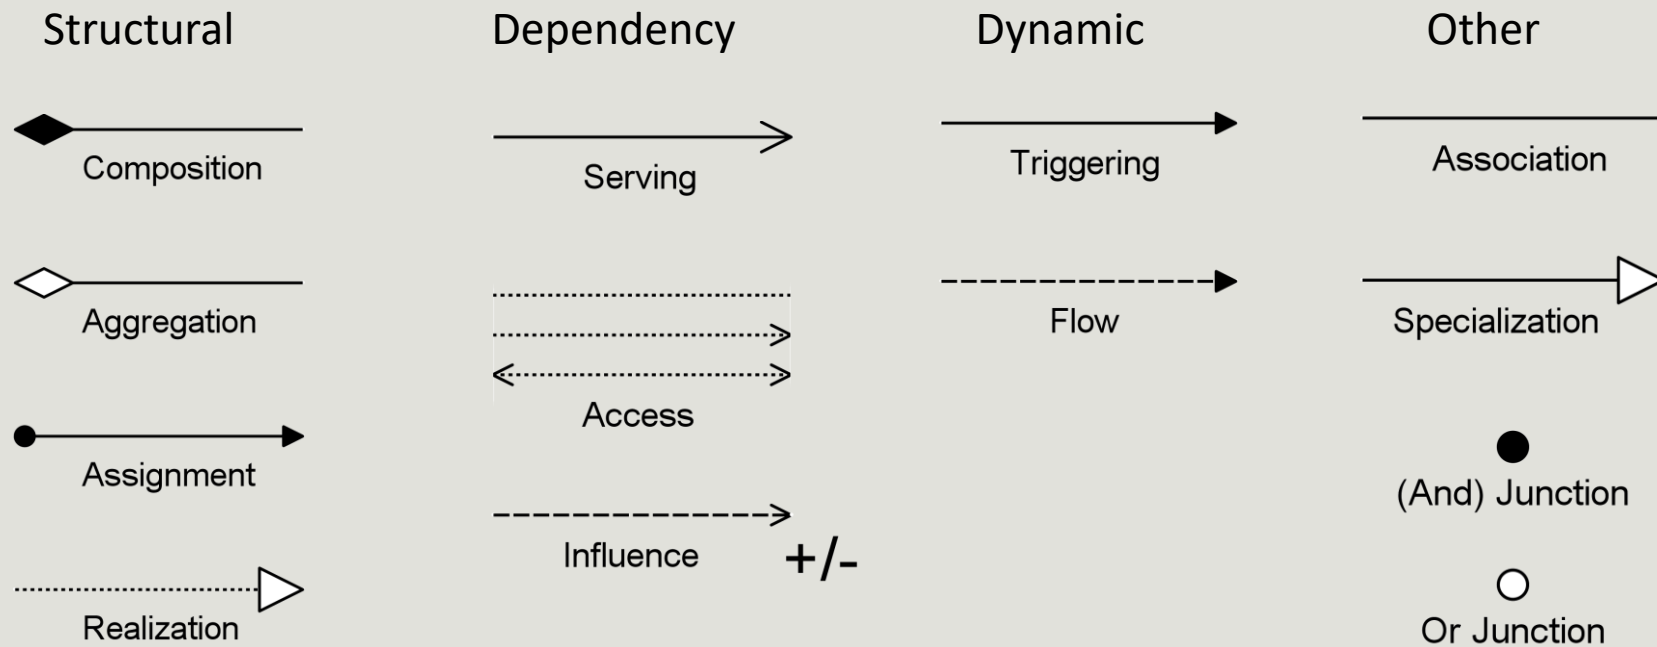 Structural
Dependency
Dynamic
Other
Composition
Serving
Triggering
Association
Aggregation
Access
Flow
Specialization
Assignment
Influence
+/-
(And) Junction
Realization
Or Junction